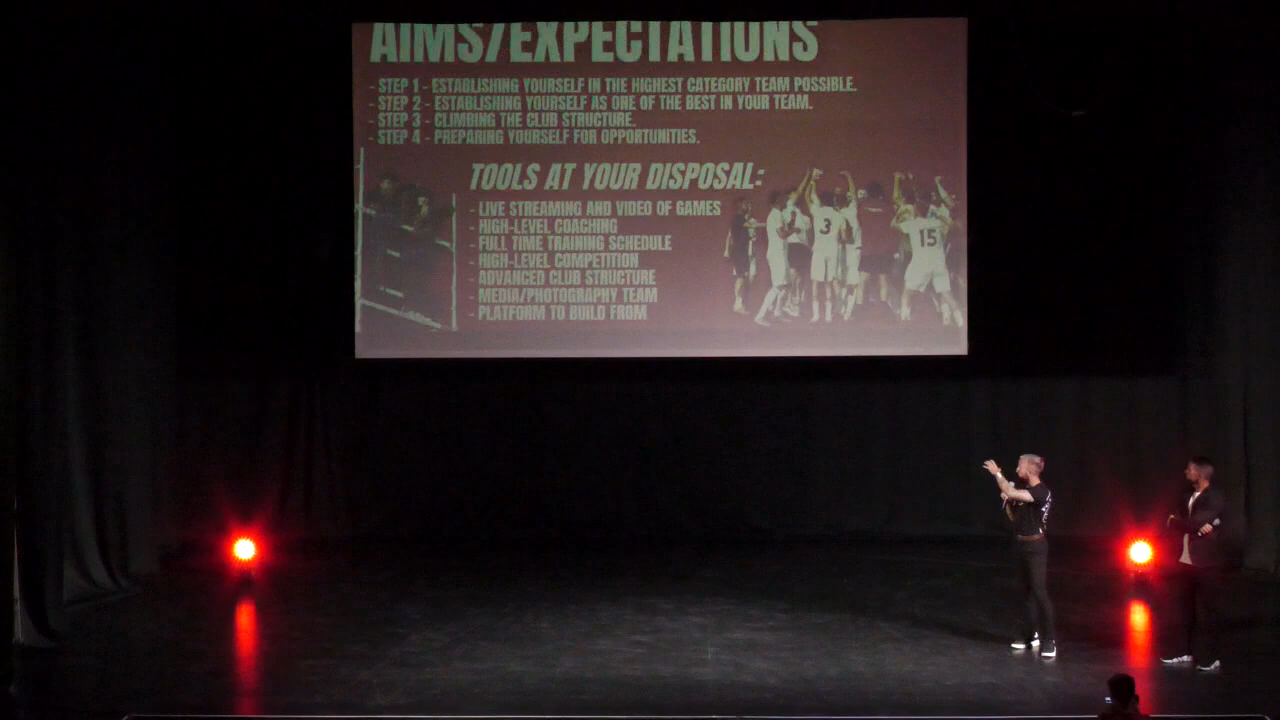 AIMS/EXPECTATIONS
- STEP 1 - ESTABLISHING YOURSELF IN THE HIGHEST CATEGORY TEAM POSSIBLE.
- STEP 2 - ESTABLISHING YOURSELF AS ONE OF THE BEST IN YOUR TEAM.
- STEP 3 - CLIMBING THE CLUB STRUCTURE.
- STEP 4 - PREPARING YOURSELF FOR OPPORTUNITIES.
TOOLS AT YOUR DISPOSAL:
- LIVE STREAMING AND VIDEO OF GAMES
- HIGH-LEVEL COACHING
- FULL TIME TRAINING SCHEDULE
- HIGH-LEVEL COMPETITION
- ADVANCED CLUB STRUCTURE
- MEDIA/PHOTOGRAPHY TEAM
- PLATFORM TO BUILD FROM
3
15